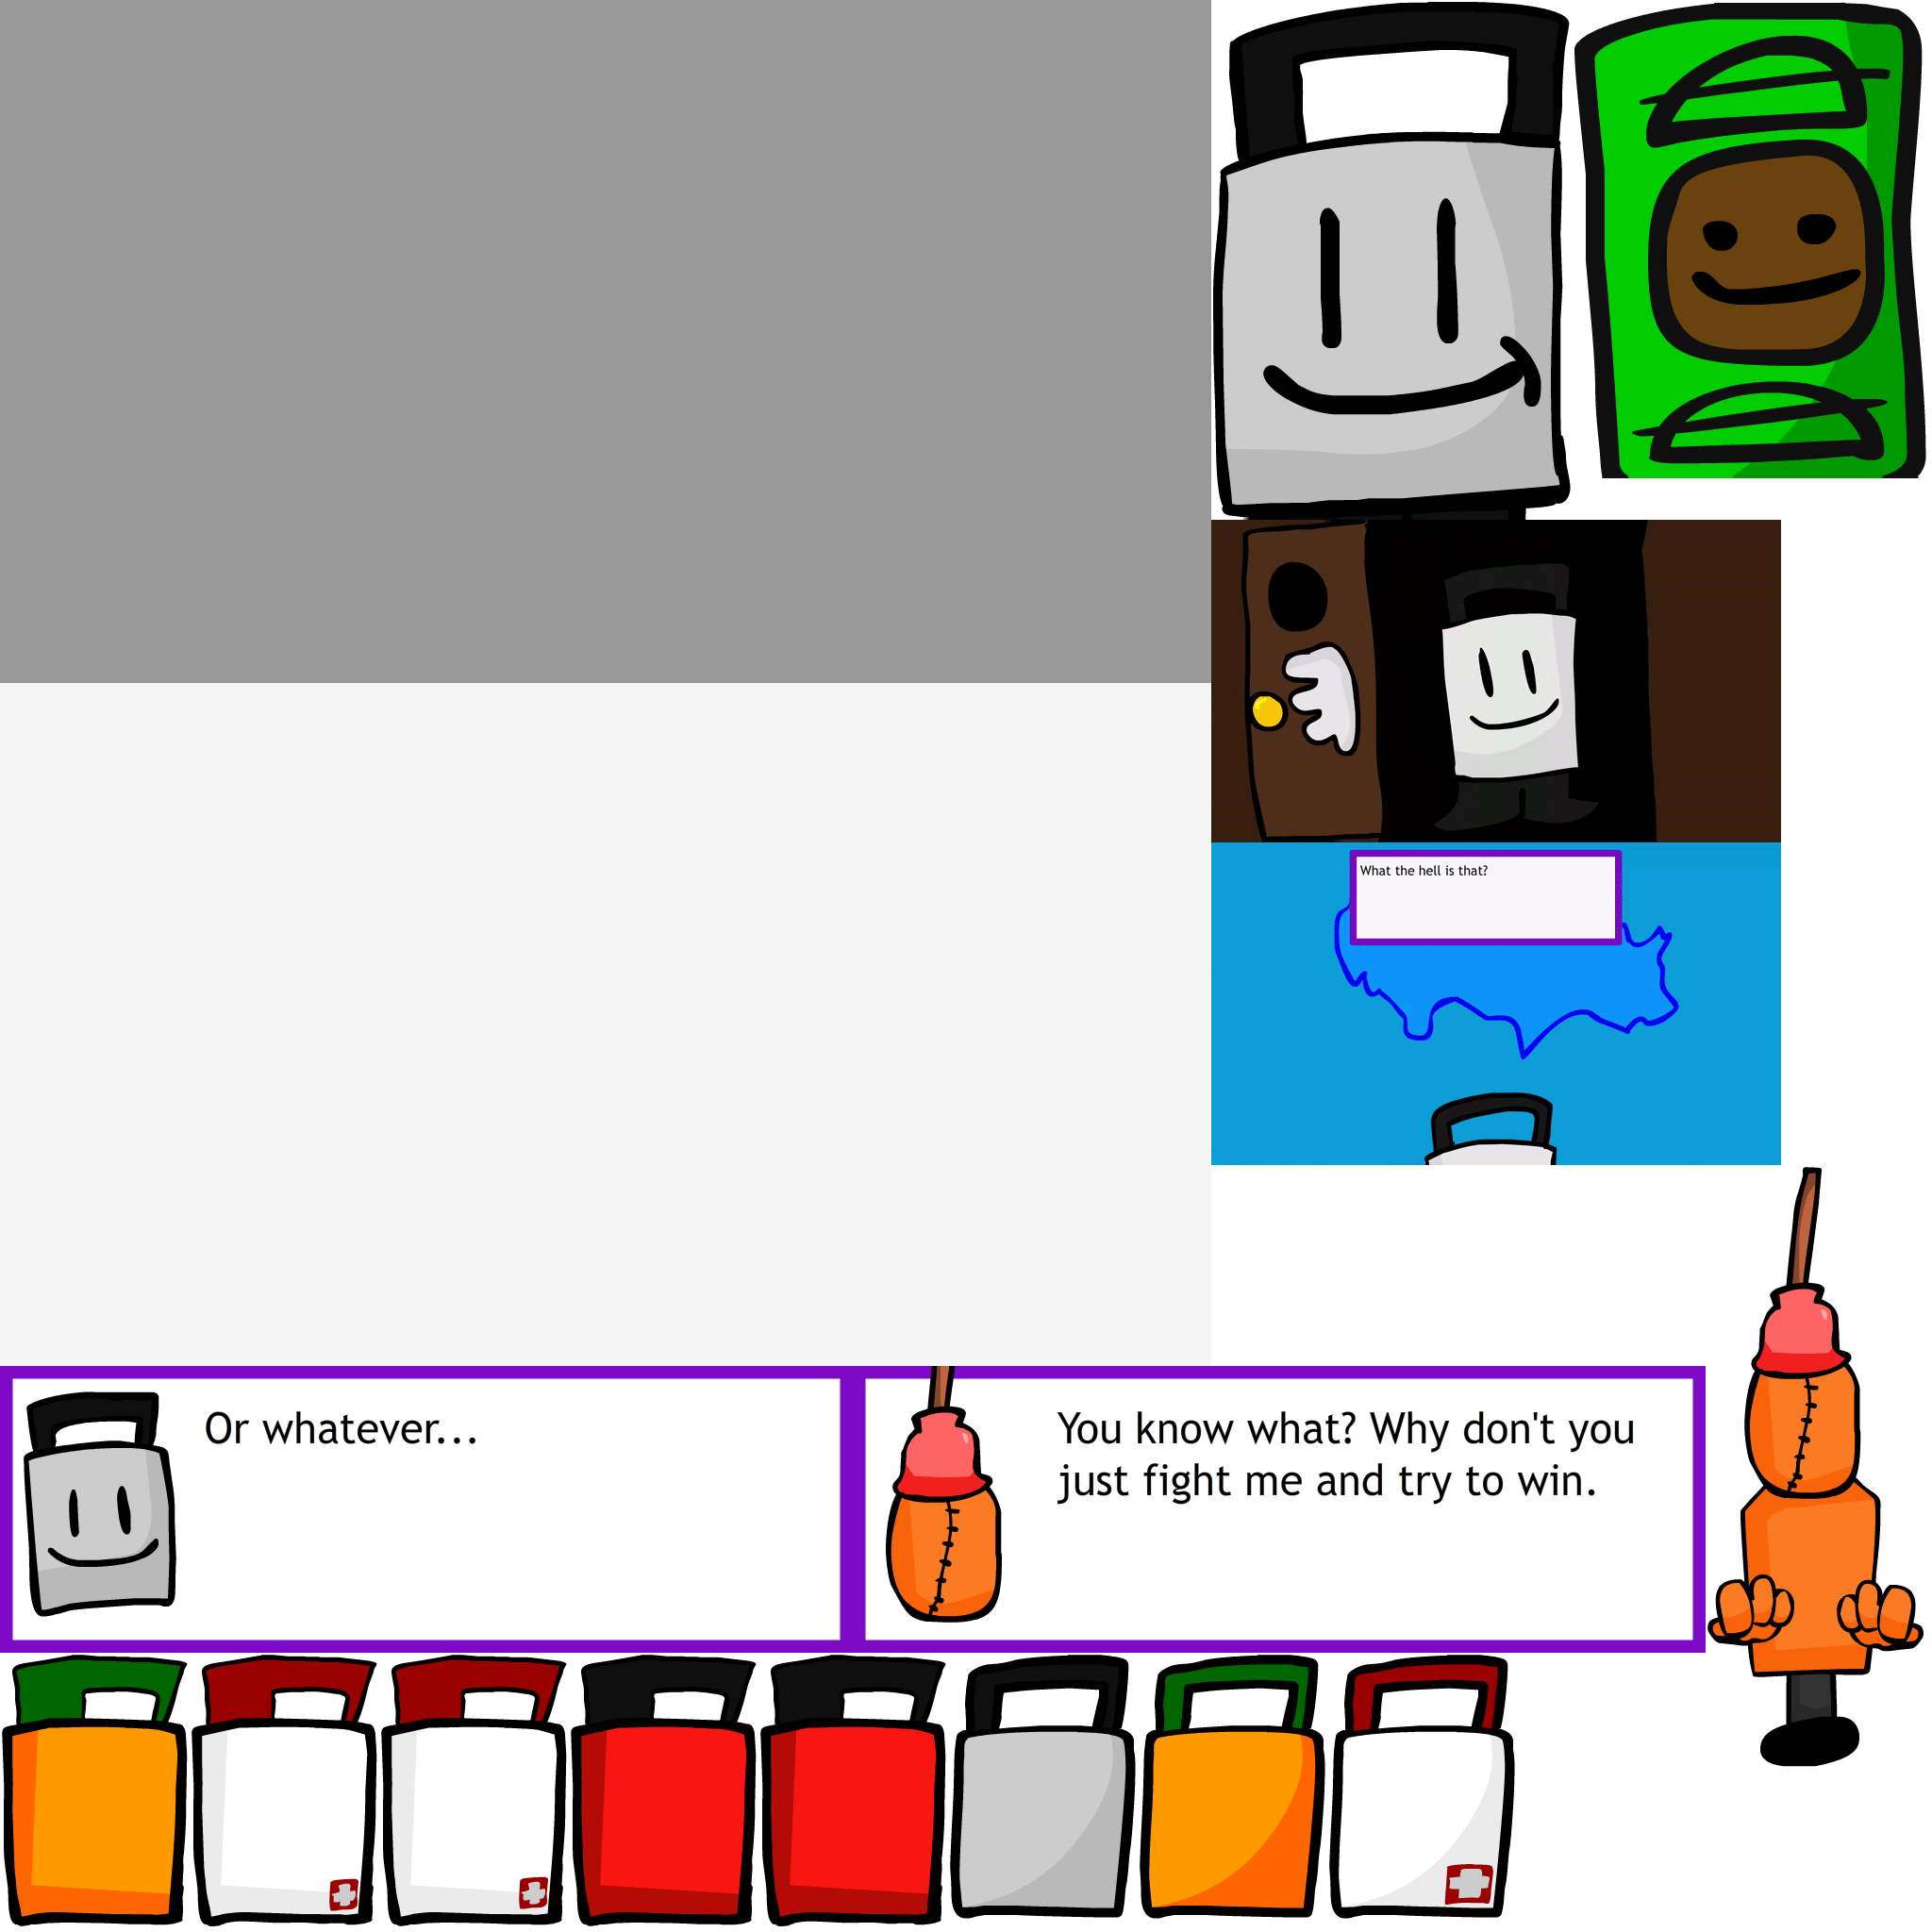 What the hell is that?
Or whatever...
You know what? Why don't you
just fight me and try to win.